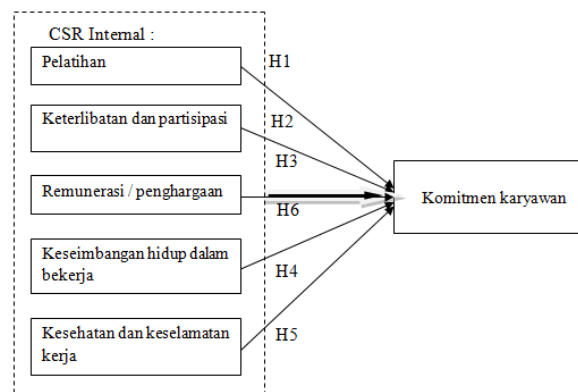 CSR Internal :
Pelatihan
H1
Keterlibatan dan partisipasi
H2
H3
Remunerasi / penghargaan
H6
Komitmen karyawan
Keseimbangan hidup dalam
bekerja
H4
Kesehatan dan keselamatan
kerja
H5